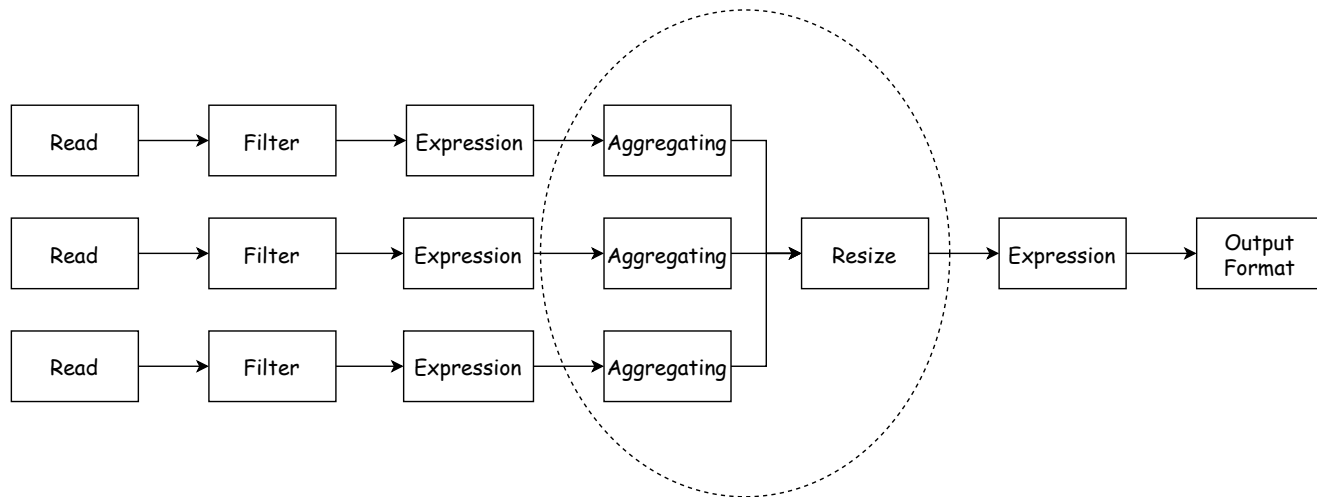 Read
Filter
Expression
Aggregating
Read
Filter
Expression
Aggregating
Resize
Expression
Output
Format
Read
Filter
Expression
Aggregating